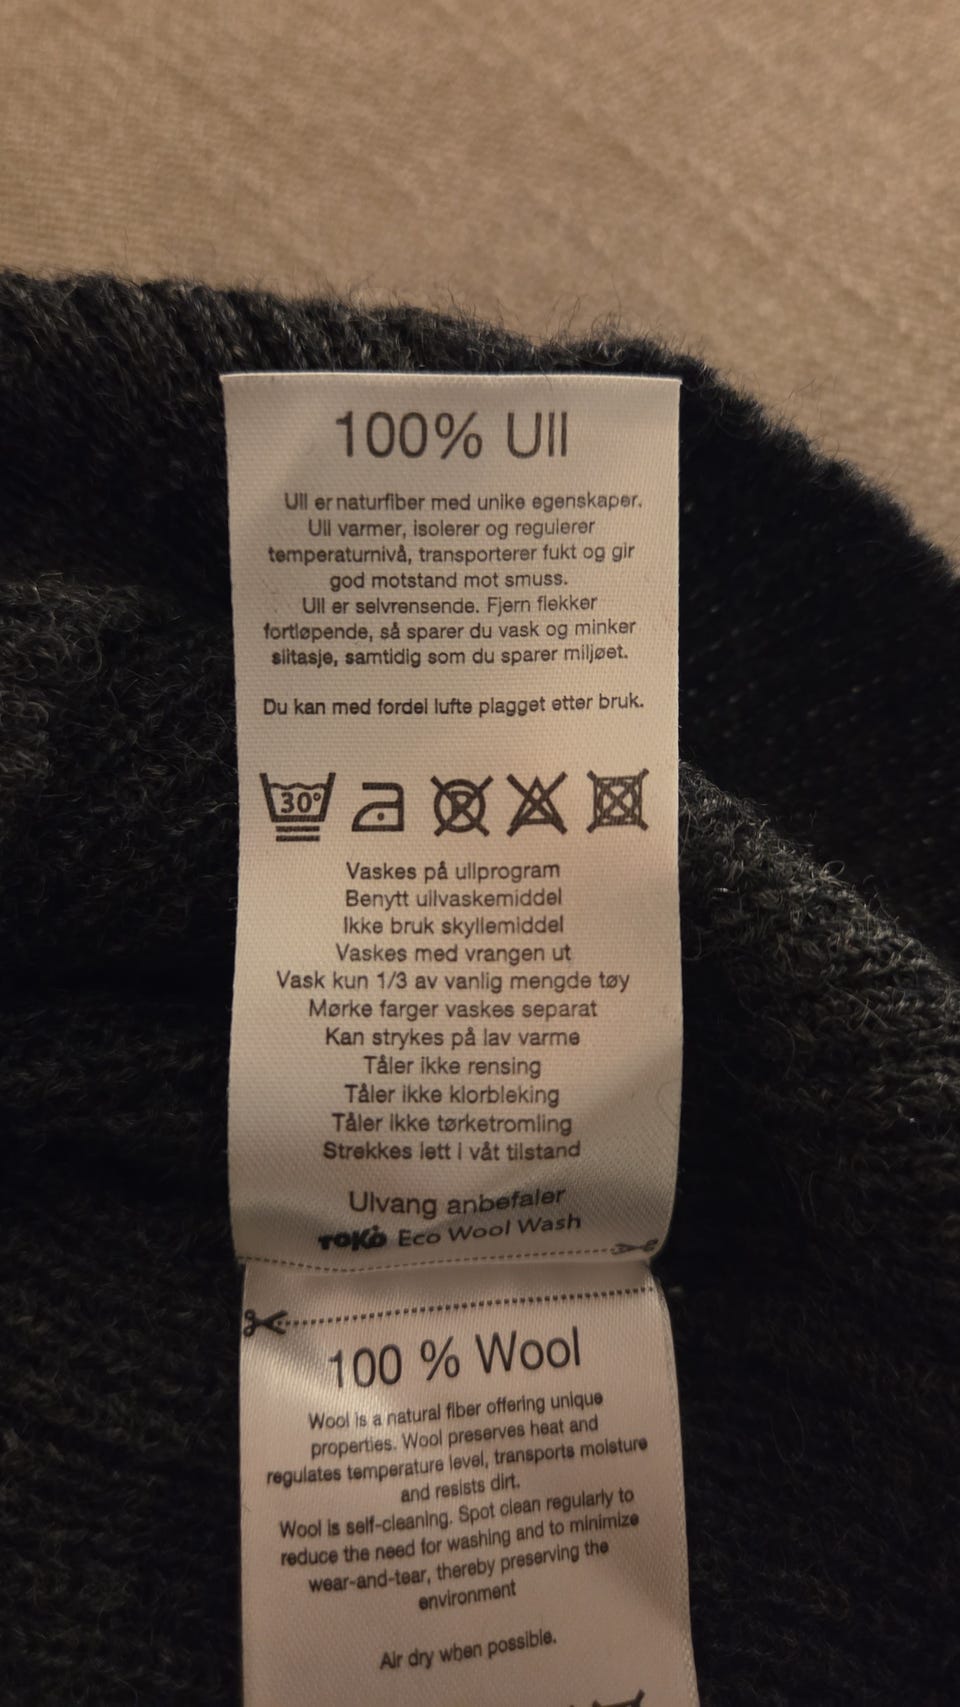 100% Ull
Ull er naturfiber med unike egenskaper.
Ull varmer, isolerer og regulerer
temperaturnivå, transporterer fukt og gir
god motstand mot smuss.
Ull er selvrensende. Fjern flekker
fortløpende, så sparer du vask og minker
slitasje, samtidig som du sparer miljøet.
Du kan med fordel lufte plagget etter bruk.
30°
Vaskes på ullprogram
Benytt ullvaskemiddel
Ikke bruk skyllemiddel
Vaskes med vrangen ut
Vask kun 1/3 av vanlig mengde tøy
Mørke farger vaskes separat
Kan strykes på lav varme
Tåler ikke rensing
Tåler ikke klorbleking
Tåler ikke tørketromling
Strekkes lett i våt tilstand
Ulvang anbefaler
TOKO Eco Wool Wash
100 % Wool
Wool is a natural fiber offering unique
properties. Wool preserves heat and
regulates temperature level, transports moisture
and resists dirt.
Wool is self-cleaning. Spot clean regularly to
reduce the need for washing and to minimize
wear-and-tear, thereby preserving the
environment
Air dry when possible.